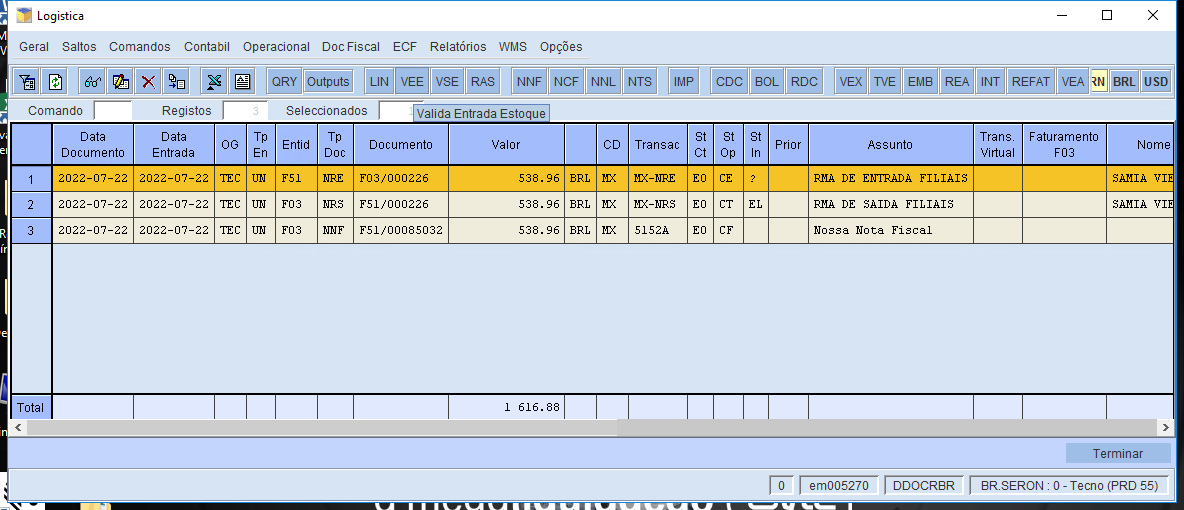 Logistica
Geral Saltos Comandos Contabil Operacional Doc Fiscal ECF Relatórios WMS Opções
QRY Outputs LIN VEE VSE RAS NNF NCF NNL NTS IMP CDC BOL RDC VEX TVE EMB REA INT REFAT VEA RN BRL USD
Comando Registos 3 Seleccionados
Valida Entrada Estoque
Data Documento Data Entrada OG Tp En Entid Tp Doc Documento Valor CD Transac St Ct St Op St In Prior Assunto Trans. Virtual Faturamento F03 Nome
1 2022-07-22 2022-07-22 TEC UN F51 NRE F03/000226 538.96 BRL MX MX-NRE E0 CE ? RMA DE ENTRADA FILIAIS SAMIA VIE
2 2022-07-22 2022-07-22 TEC UN F03 NRS F51/000226 538.96 BRL MX MX-NRS E0 CT EL RMA DE SAIDA FILIAIS SAMIA VIE
3 2022-07-22 2022-07-22 TEC UN F03 NNF F51/00085032 538.96 BRL MX 5152A E0 CF Nossa Nota Fiscal
Total 1 616.88
Terminar
0 em005270 DDOCRBR BR.SERON : 0 - Tecno (PRD 55)